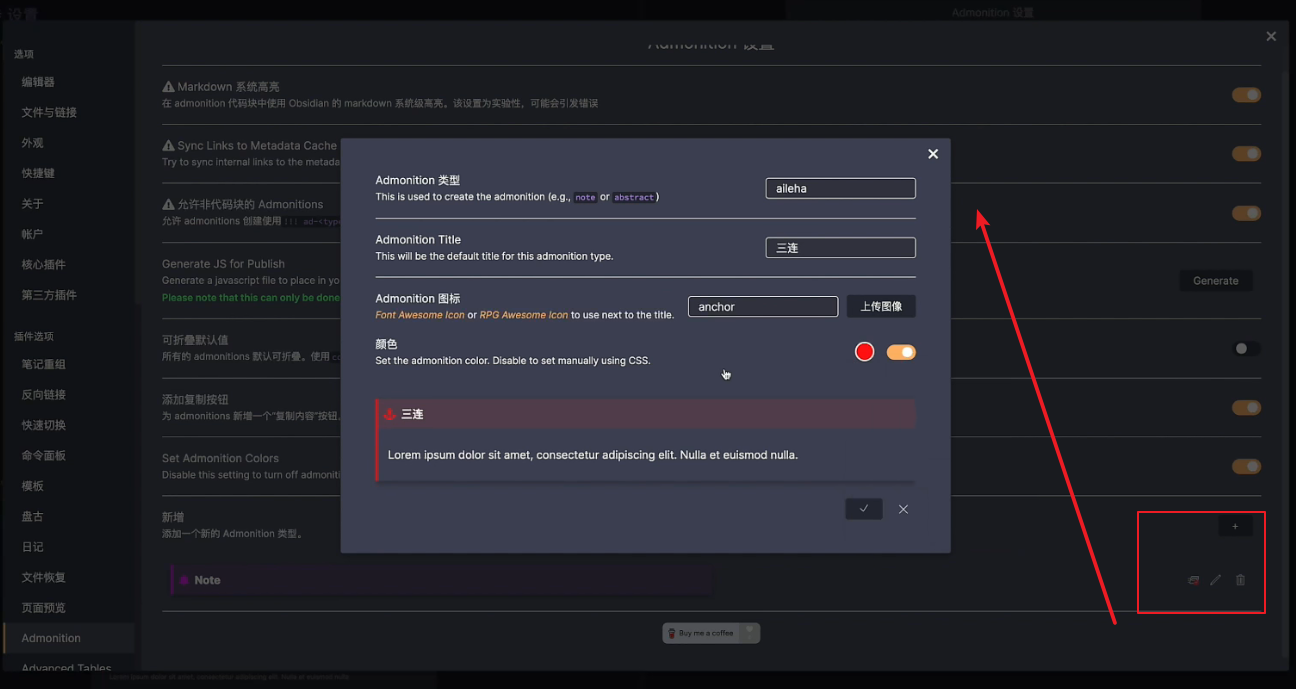 设置
Admonition 设置
选项
编辑器
文件与链接
外观
快捷键
关于
帐户
核心插件
第三方插件
插件选项
笔记重组
反向链接
快速切换
命令面板
模板
盘古
日记
文件恢复
页面预览
Admonition
Advanced Tables
Admonition 设置
Markdown 系统高亮
在 admonition 代码块中使用 Obsidian 的 markdown 系统级高亮。该设置为实验性，可能会引发错误
Sync Links to Metadata Cache
Try to sync internal links to the metada
允许非代码块的 Admonitions
允许 admonitions 创建使用 !!! ad-<type
Generate JS for Publish
Generate a javascript file to place in yo
Please note that this can only be done
Generate
可折叠默认值
所有的 admonitions 默认可折叠。使用 co
添加复制按钮
为 admonitions 新增一个“复制内容”按钮。
Set Admonition Colors
Disable this setting to turn off admoniti
新增
添加一个新的 Admonition 类型。
+
Note
Buy me a coffee
Admonition 类型
This is used to create the admonition (e.g., note or abstract)
aileha
Admonition Title
This will be the default title for this admonition type.
三连
Admonition 图标
Font Awesome Icon or RPG Awesome Icon to use next to the title.
anchor
上传图像
颜色
Set the admonition color. Disable to set manually using CSS.
三连
Lorem ipsum dolor sit amet, consectetur adipiscing elit. Nulla et euismod nulla.
Lorem ipsum dolor sit amet, consectetur adipiscing elit. Nulla et euismod nulla.